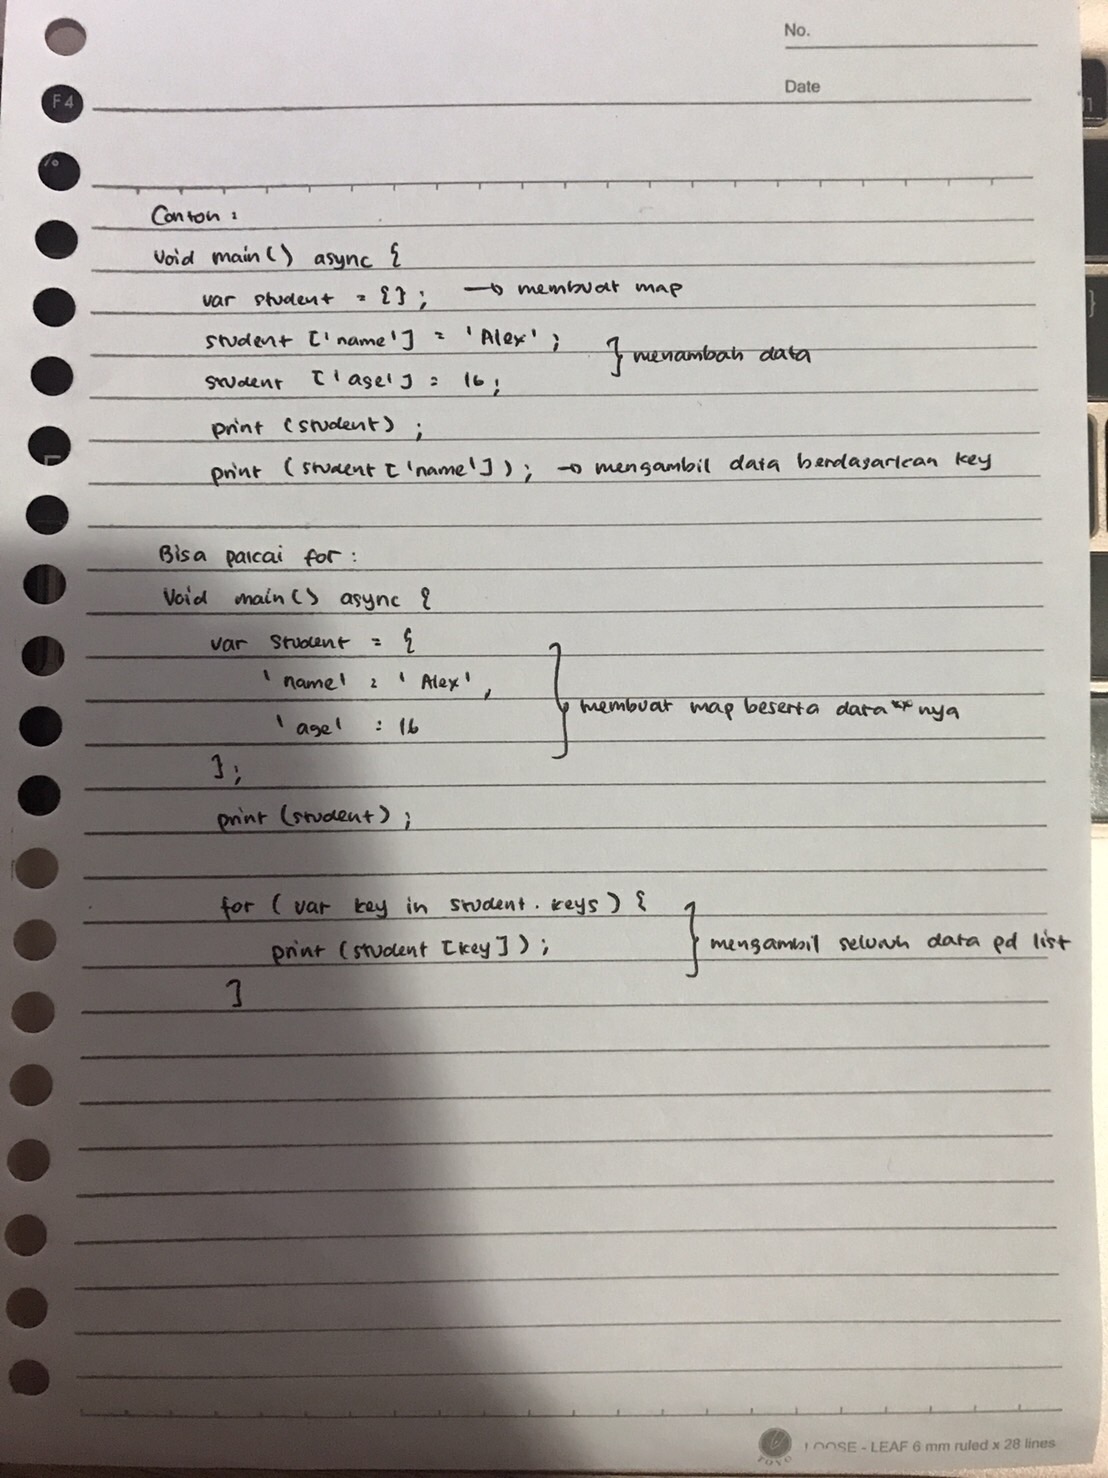 No.
Date
F4
Contoh :
Void main() async {
var student = {}; → membuat map
student ['name'] = 'Alex';
} menambah data
student ['age'] = 16;
print (student) ;
print (student ['name']) ; → mengambil data berdasarkan key
Bisa pakai for :
Void main() async {
var student = {
'name' : 'Alex',
} membuat map beserta data nya
'age' : 16
};
print (student) ;
for ( var key in student . keys ) {
print (student [key]) ; } mengambil seluruh data pd list
}
LOOSE - LEAF 6 mm ruled x 28 lines